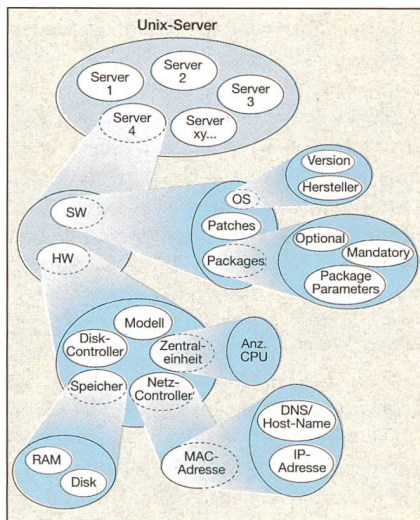 Unix-Server
Server
1
Server
2
Server
3
Server
4
Server
xy...
SW
HW
OS
Patches
Packages
Version
Hersteller
Optional
Mandatory
Package
Parameters
Modell
Disk-
Controller
Zentral-
einheit
Speicher
Netz-
Controller
Anz.
CPU
RAM
Disk
MAC-
Adresse
DNS/
Host-Name
IP-
Adresse